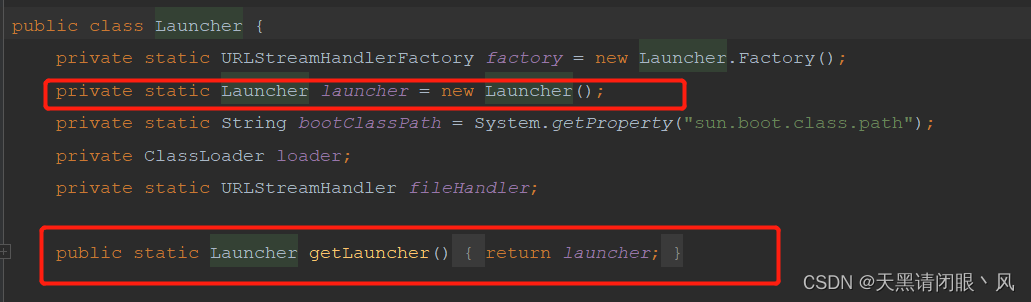 public class Launcher {
private static URLStreamHandlerFactory factory = new Launcher.Factory();
private static Launcher launcher = new Launcher();
private static String bootClassPath = System.getProperty("sun.boot.class.path");
private ClassLoader loader;
private static URLStreamHandler fileHandler;
public static Launcher getLauncher() { return launcher; }
CSDN @天黑请闭眼丶风